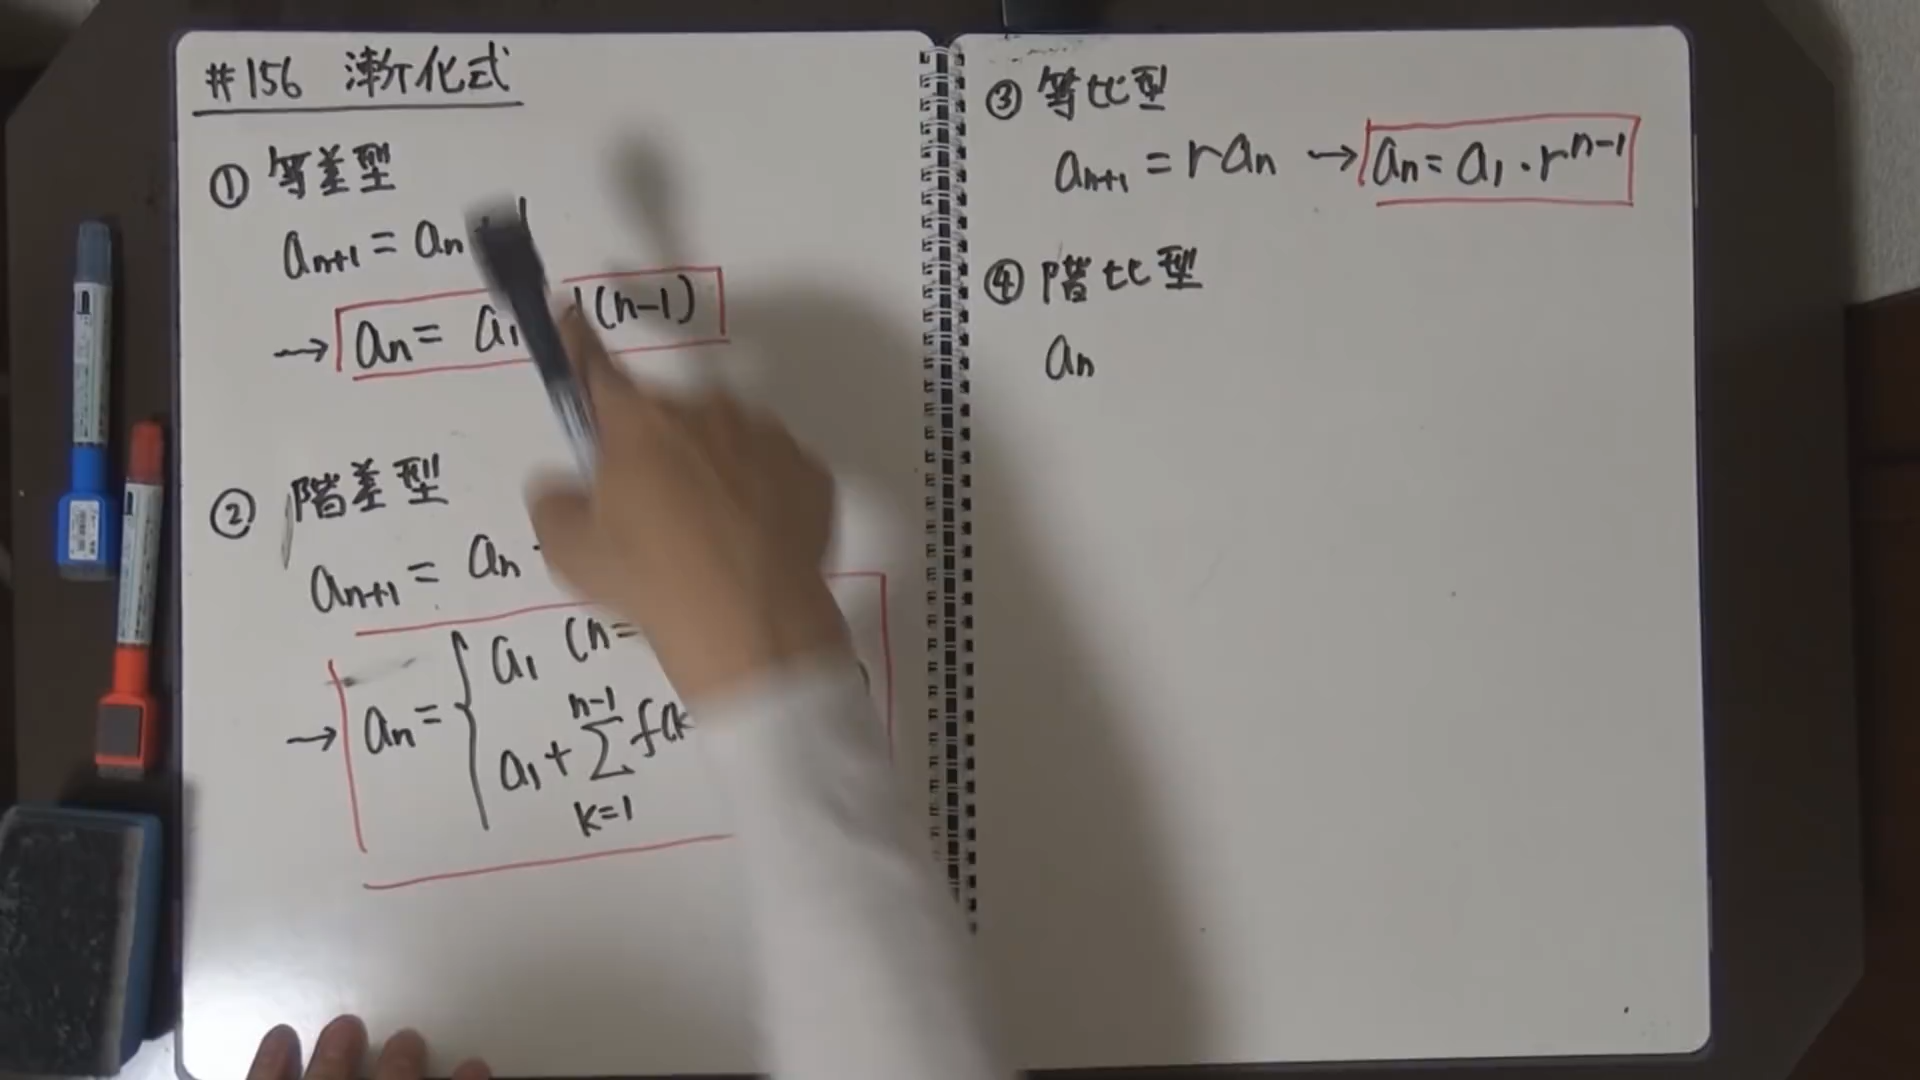 #156 漸化式
① 等差型
an+1 = an + d
→ an = a1 d(n-1)
② 階差型
an+1 = an
→ an = { a1 (n=
a1 + Σ f(k
n-1
k=1
③ 等比型
an+1 = r an → an = a1・r^n-1
④ 階比型
an